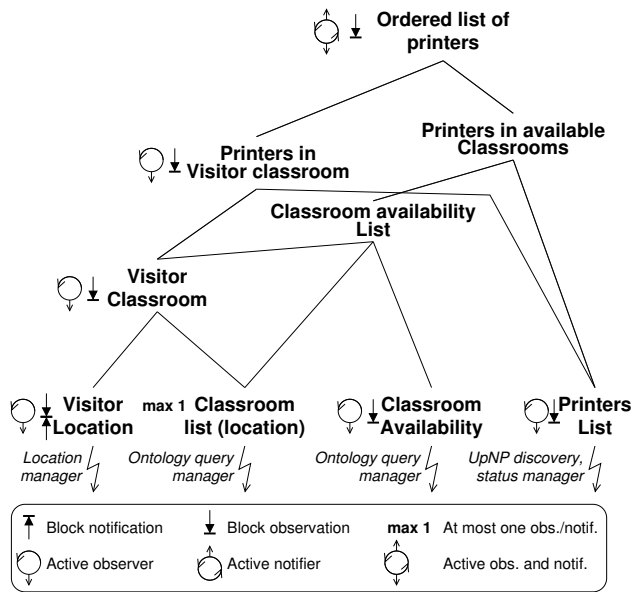 Ordered list of
printers
Printers in available
Classrooms
Printers in
Visitor classroom
Classroom availability
List
Visitor
Classroom
Visitor
Location
max 1 Classroom
list (location)
Classroom
Availability
Printers
List
Location
manager
Ontology query
manager
Ontology query
manager
UpNP discovery,
status manager
Block notification
Block observation
max 1 At most one obs./notif.
Active observer
Active notifier
Active obs. and notif.